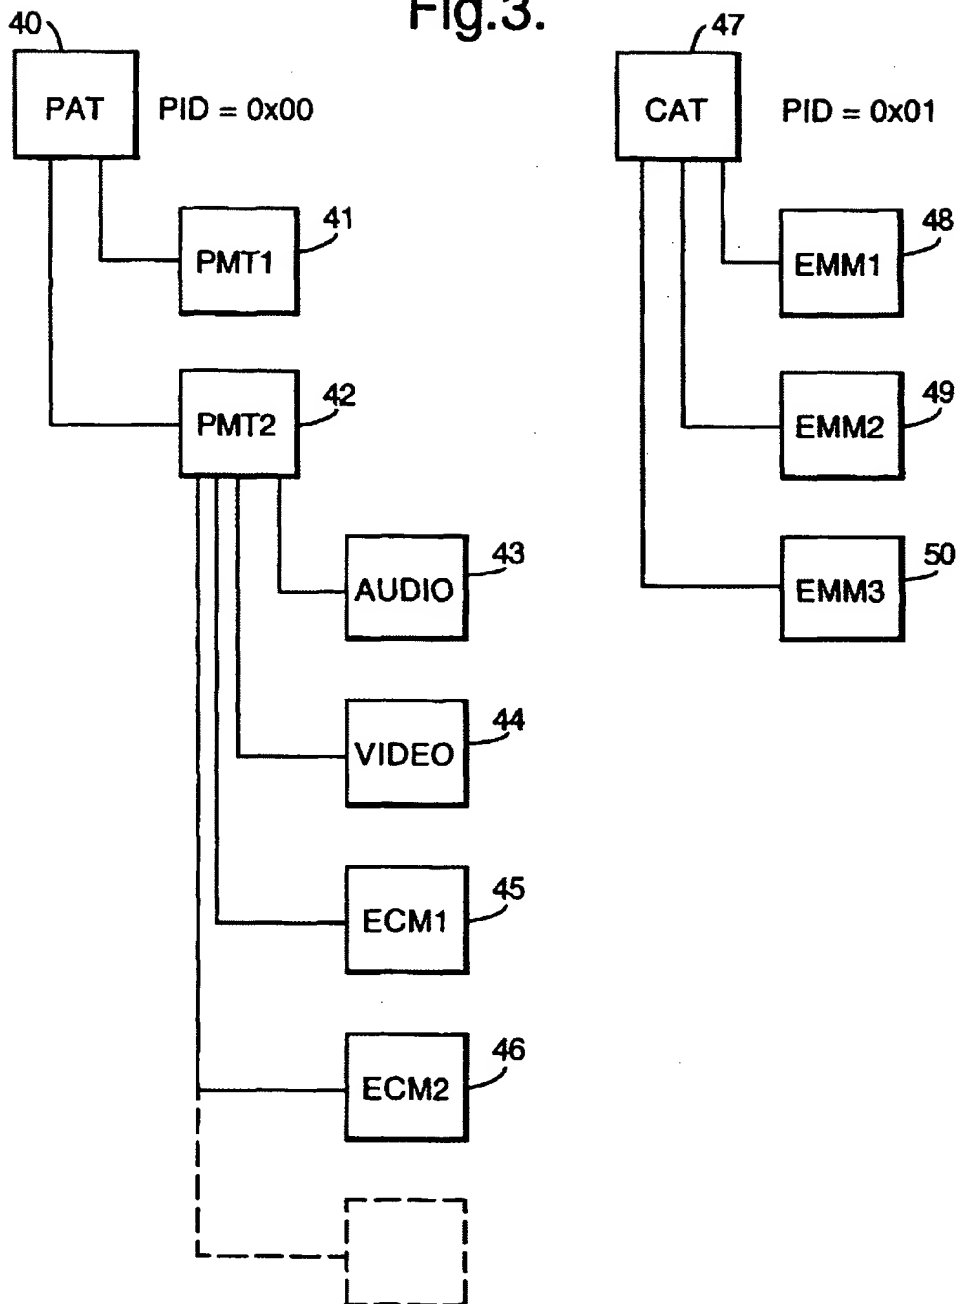 Fig.3.
40
PAT PID = 0x00
41
PMT1
42
PMT2
43
AUDIO
44
VIDEO
45
ECM1
46
ECM2
47
CAT PID = 0x01
48
EMM1
49
EMM2
50
EMM3